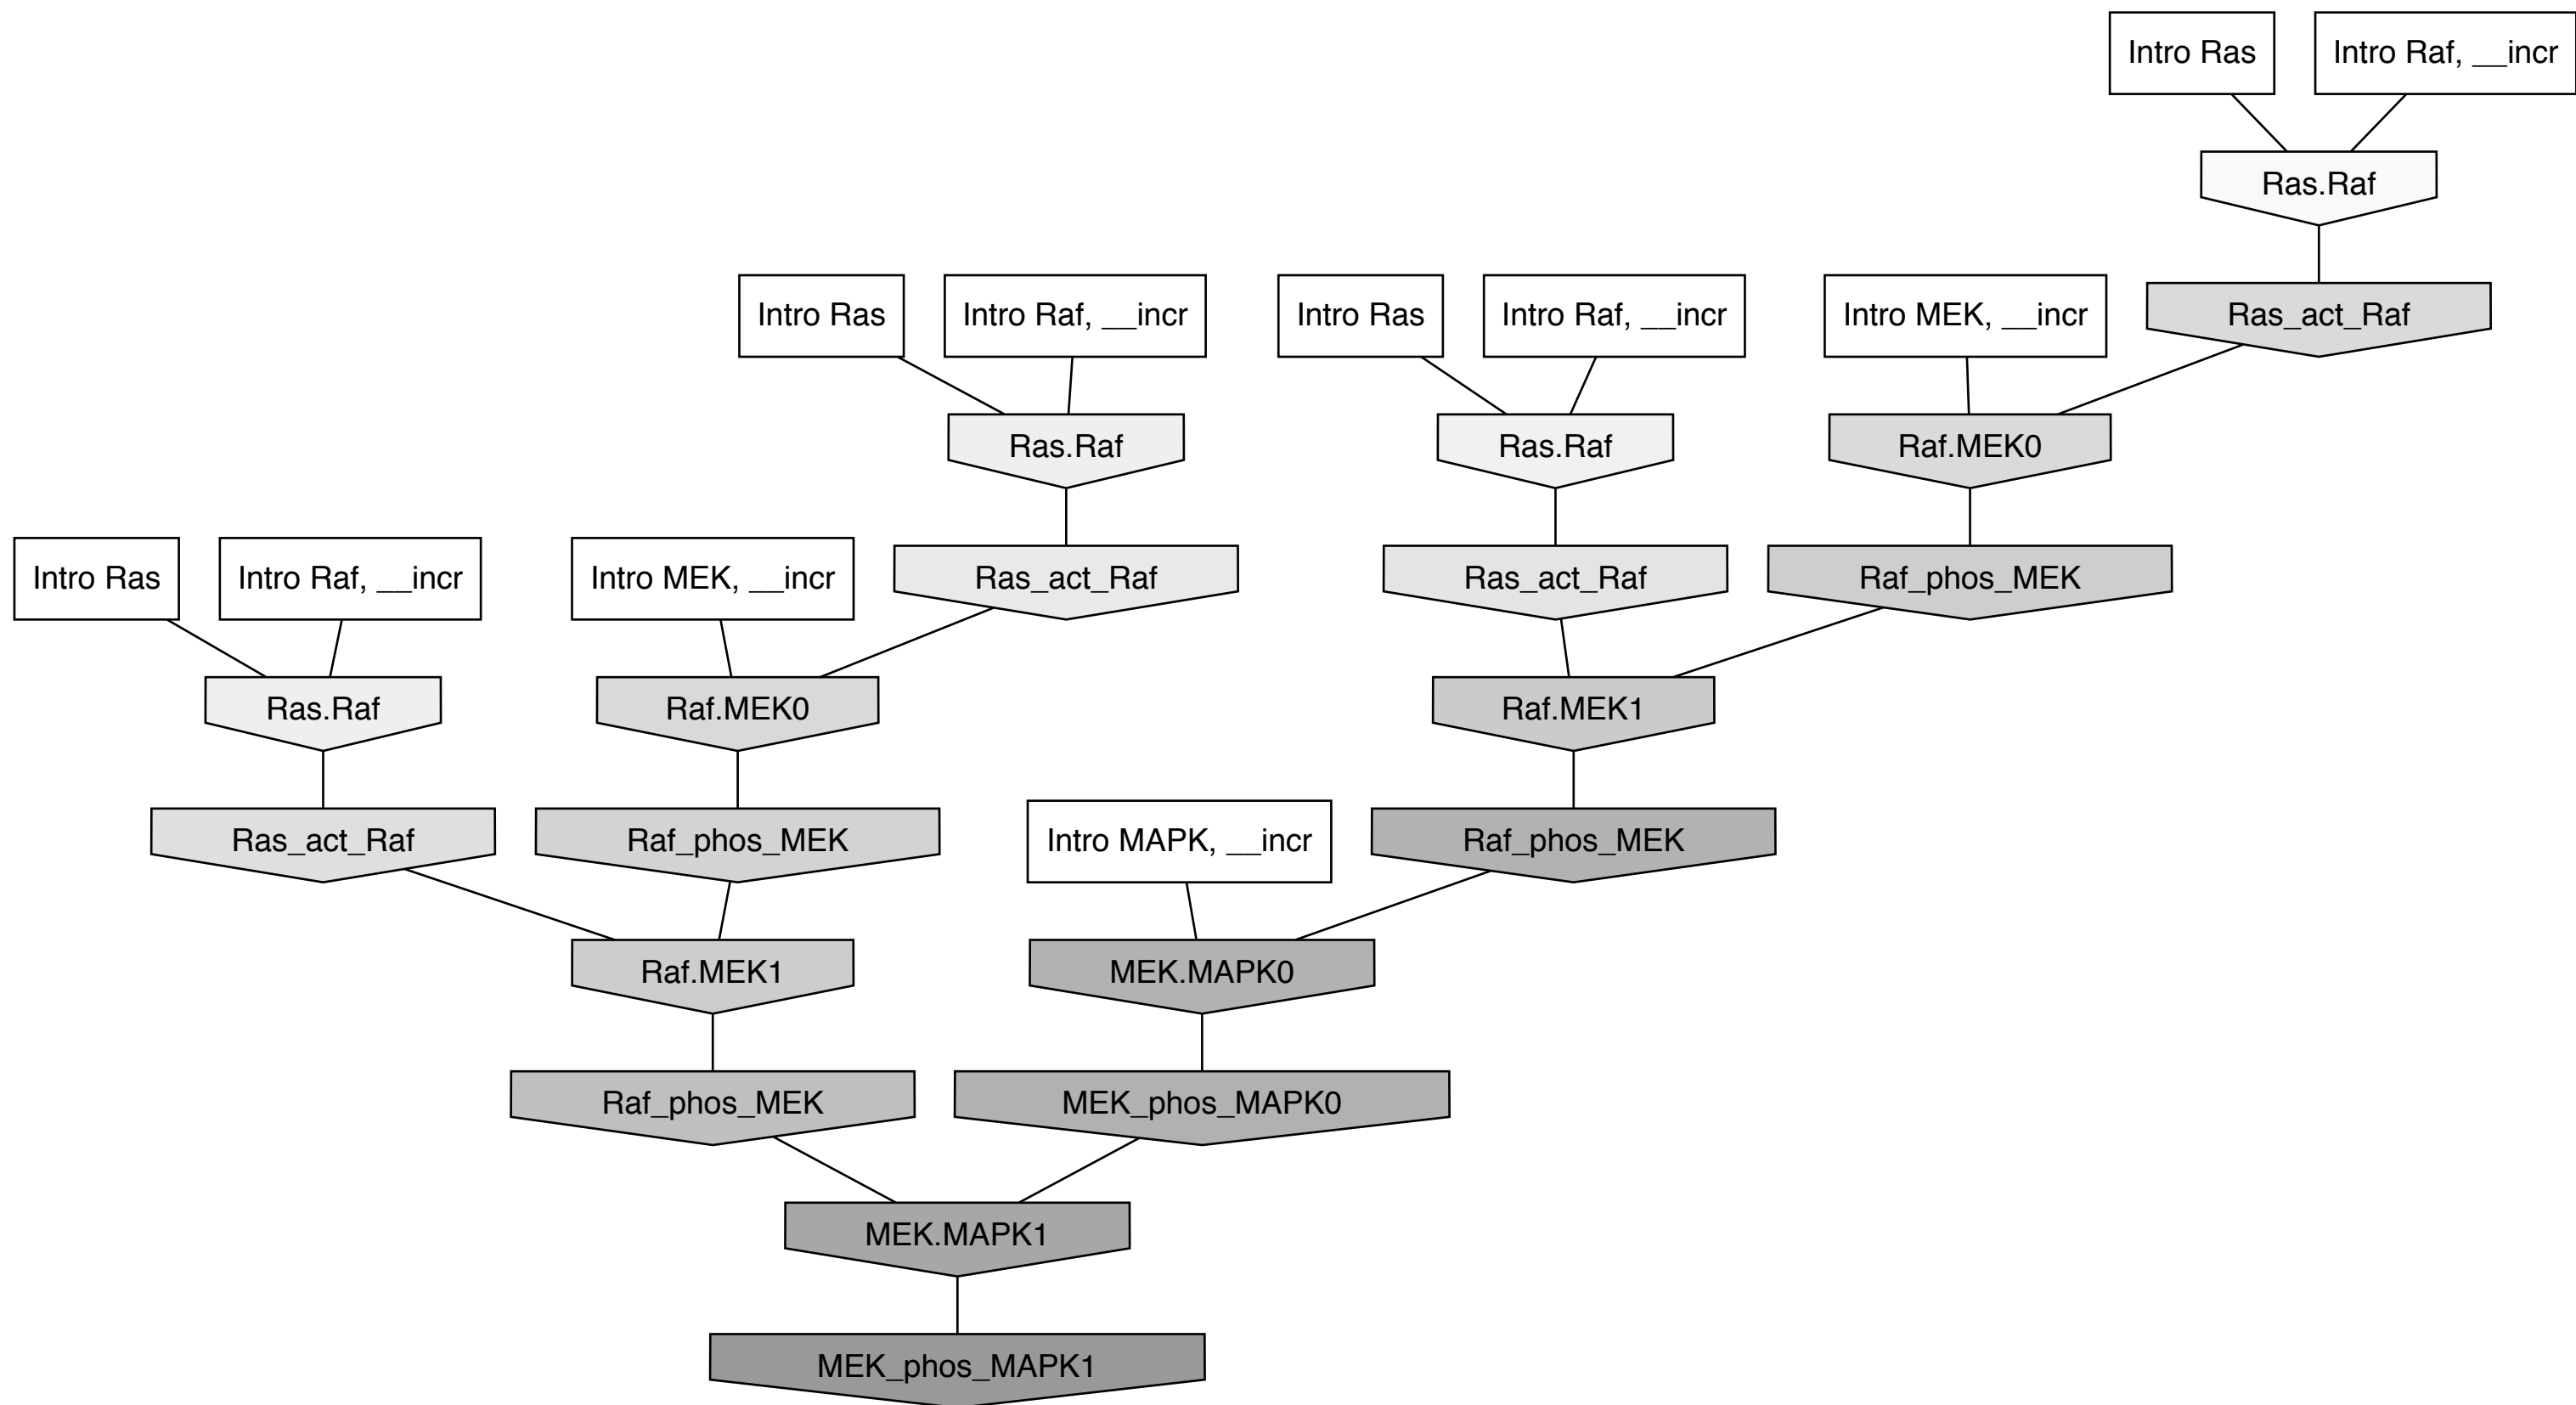 Intro Ras
Intro Raf, __incr
Ras.Raf
Intro Ras
Intro Raf, __incr
Intro Ras
Intro Raf, __incr
Intro MEK, __incr
Ras_act_Raf
Ras.Raf
Ras.Raf
Raf.MEK0
Intro Ras
Intro Raf, __incr
Intro MEK, __incr
Ras_act_Raf
Ras_act_Raf
Raf_phos_MEK
Ras.Raf
Raf.MEK0
Raf.MEK1
Ras_act_Raf
Raf_phos_MEK
Intro MAPK, __incr
Raf_phos_MEK
Raf.MEK1
MEK.MAPK0
Raf_phos_MEK
MEK_phos_MAPK0
MEK.MAPK1
MEK_phos_MAPK1